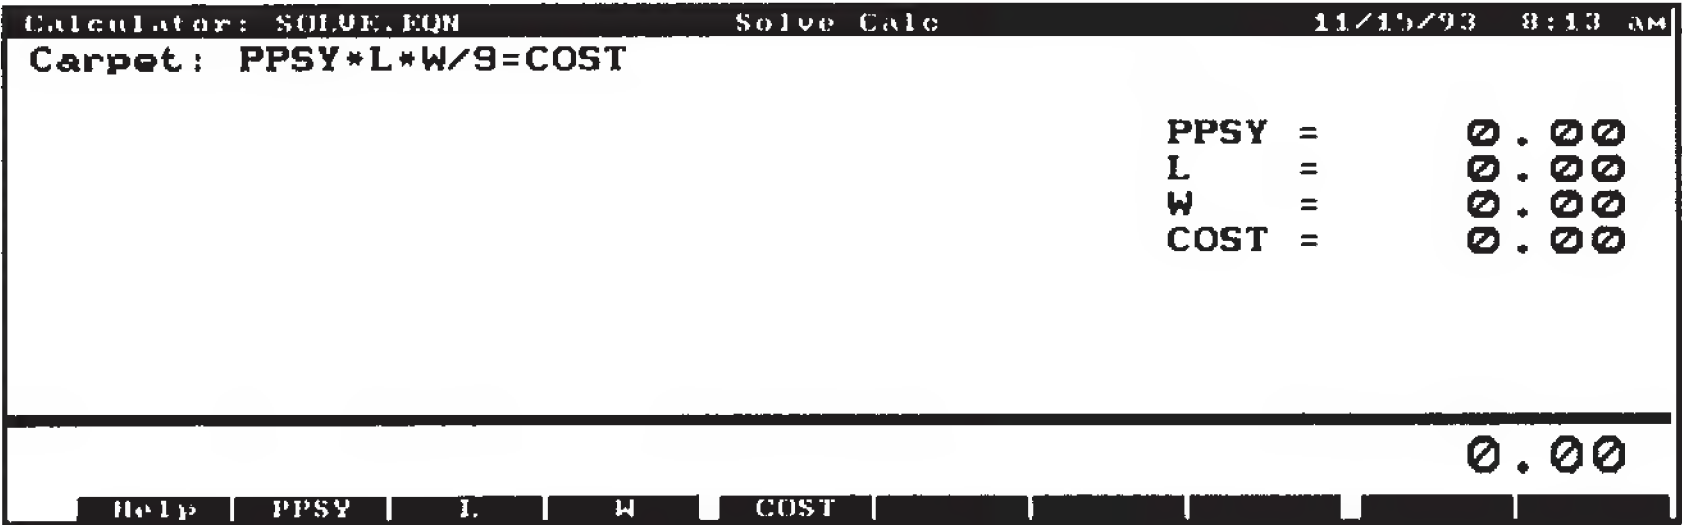 Calculator: SOLVE.EQN Solve Calc 11/15/93 8:13 am
Carpet: PPSY*L*W/9=COST
PPSY = 0.00
L = 0.00
W = 0.00
COST = 0.00
0.00
Help PPSY L W COST